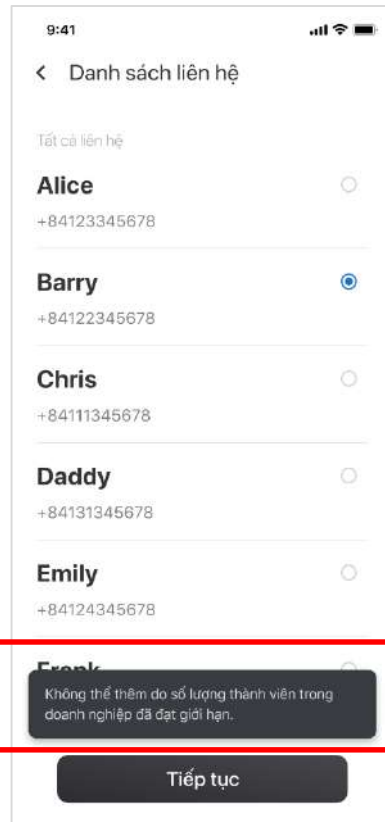 9:41
Danh sách liên hệ
Tất cả liên hệ
Alice
+84123345678
Barry
+84122345678
Chris
+84111345678
Daddy
+84131345678
Emily
+84124345678
Frank
Không thể thêm do số lượng thành viên trong
doanh nghiệp đã đạt giới hạn.
Tiếp tục